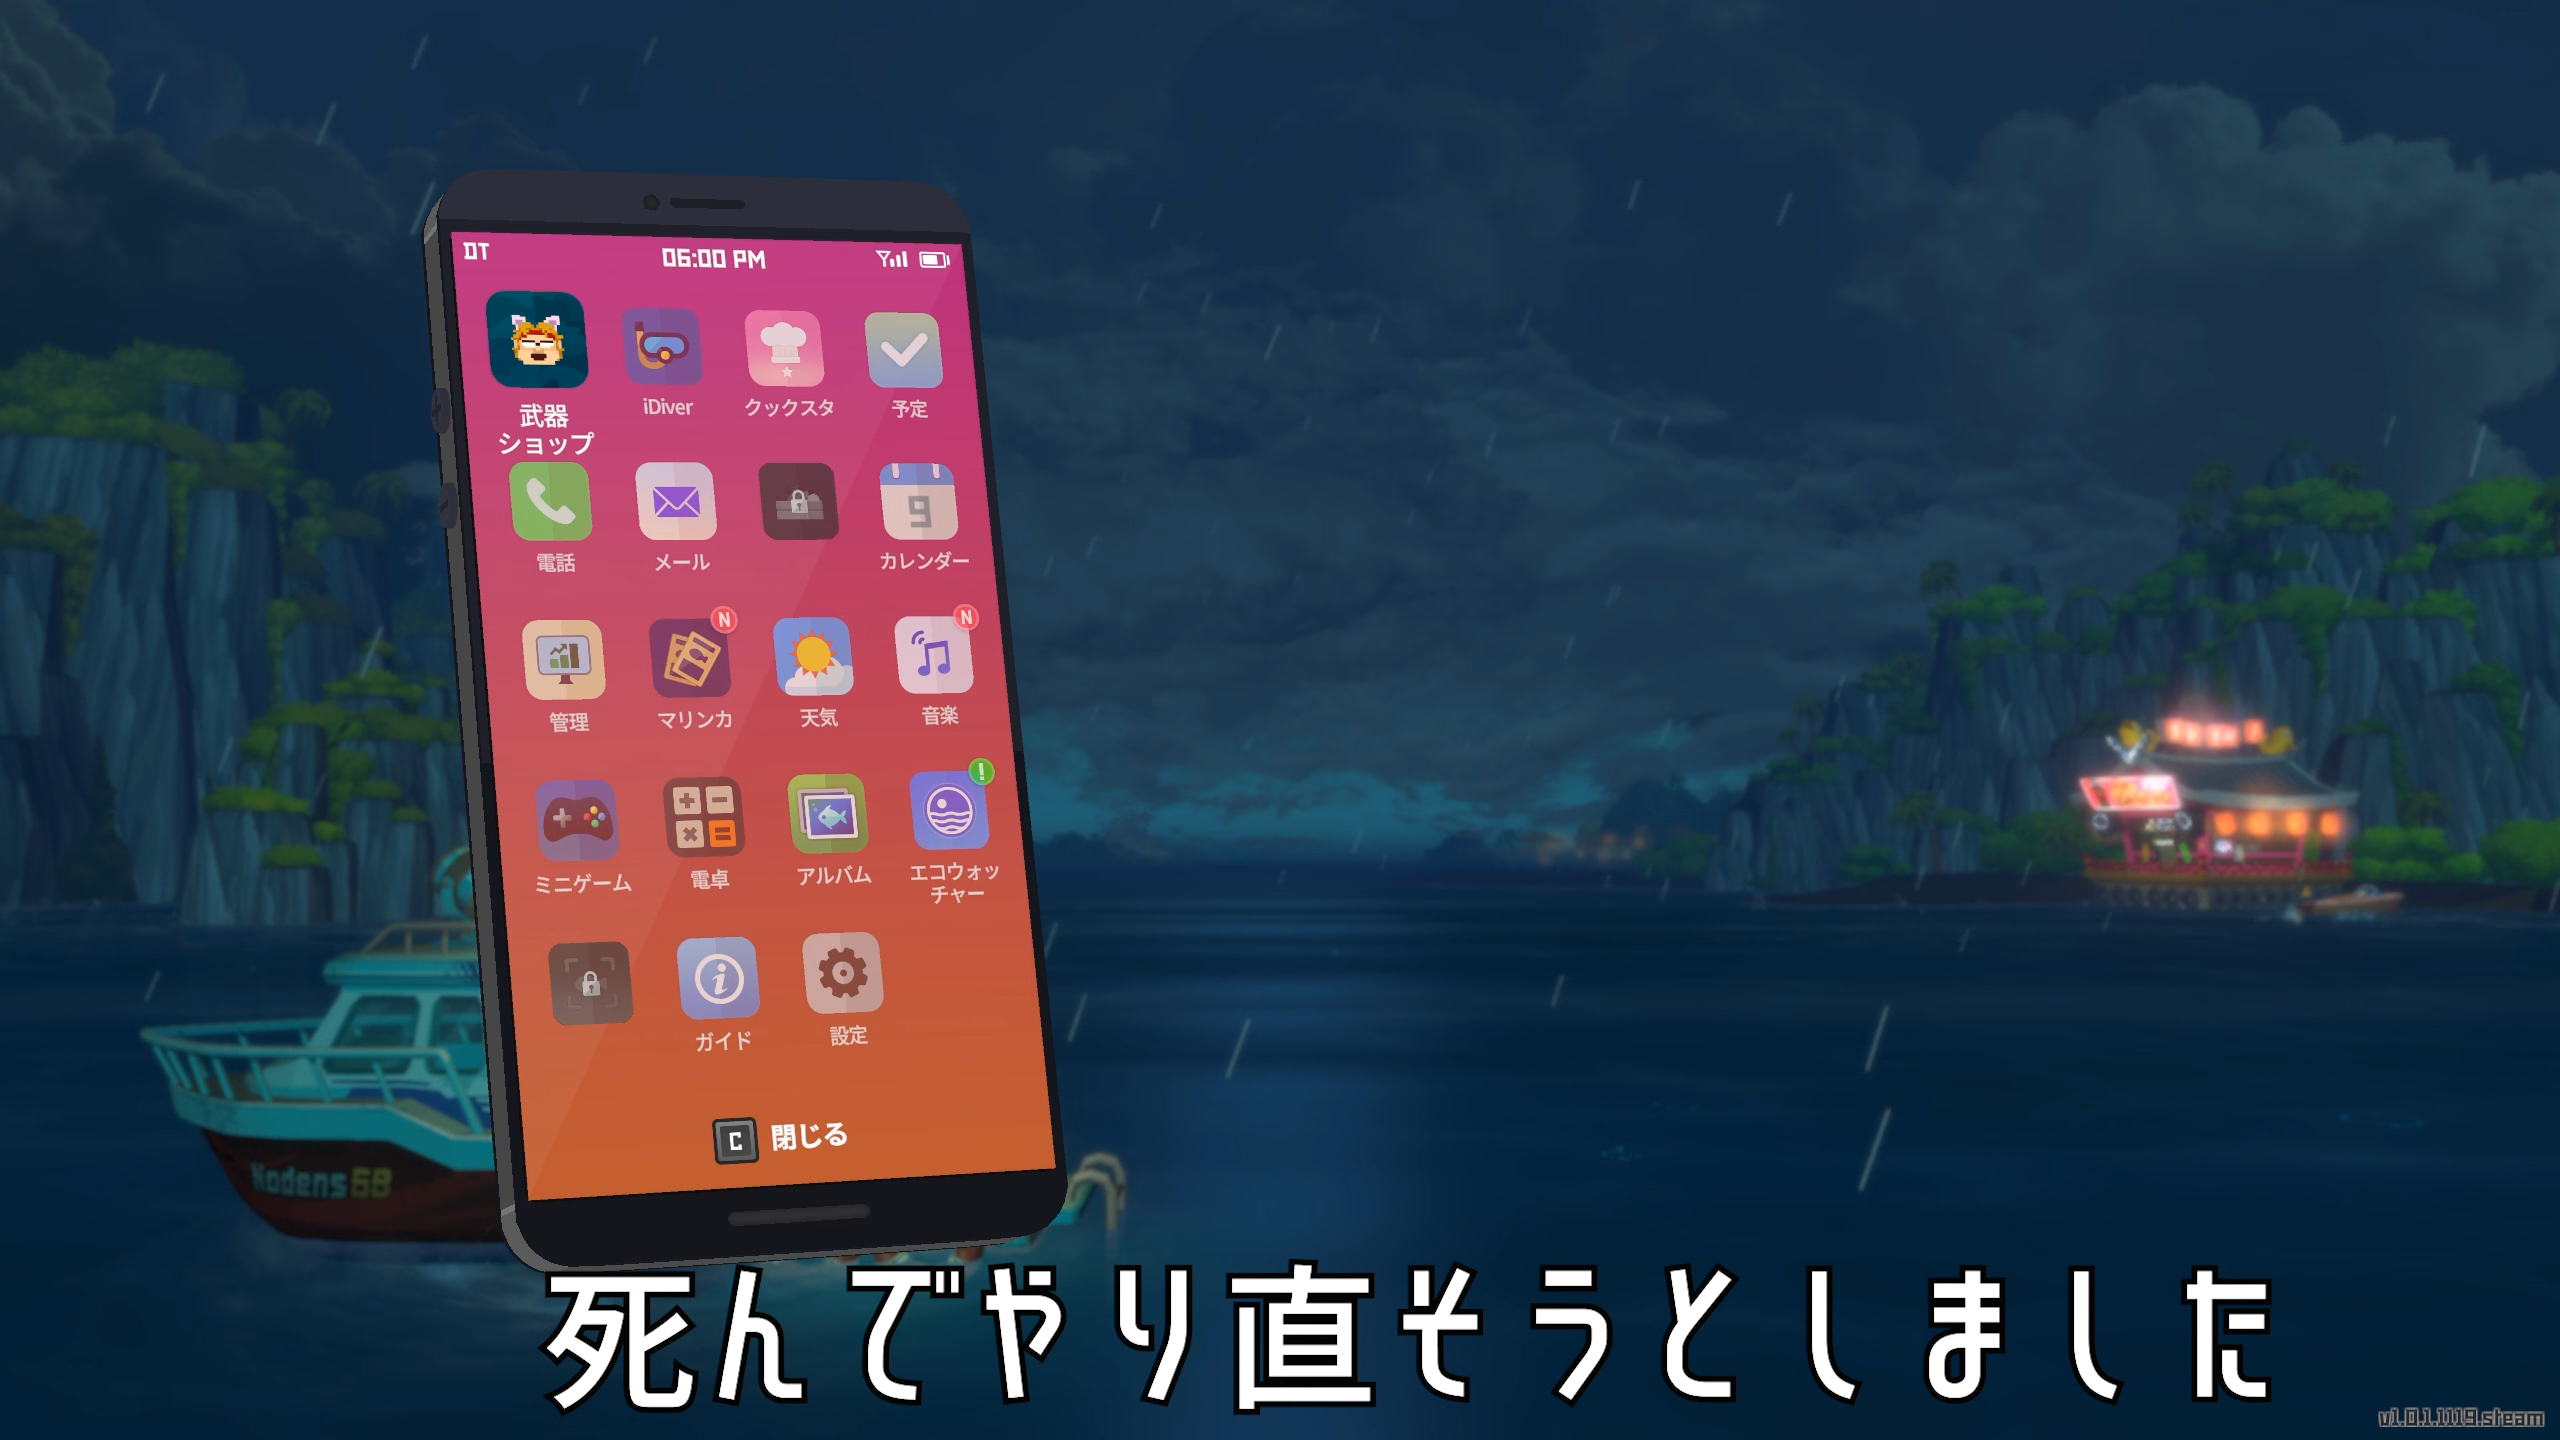 DT
06:00 PM
武器
ショップ
iDiver
クックスタ
予定
電話
メール
9
カレンダー
管理
N
マリンカ
天気
N
音楽
ミニゲーム
電卓
アルバム
!
エコウォッ
チャー
ガイド
設定
C 閉じる
Nodens68
死んでやり直そうとしました
v1.0.1.1119.steam